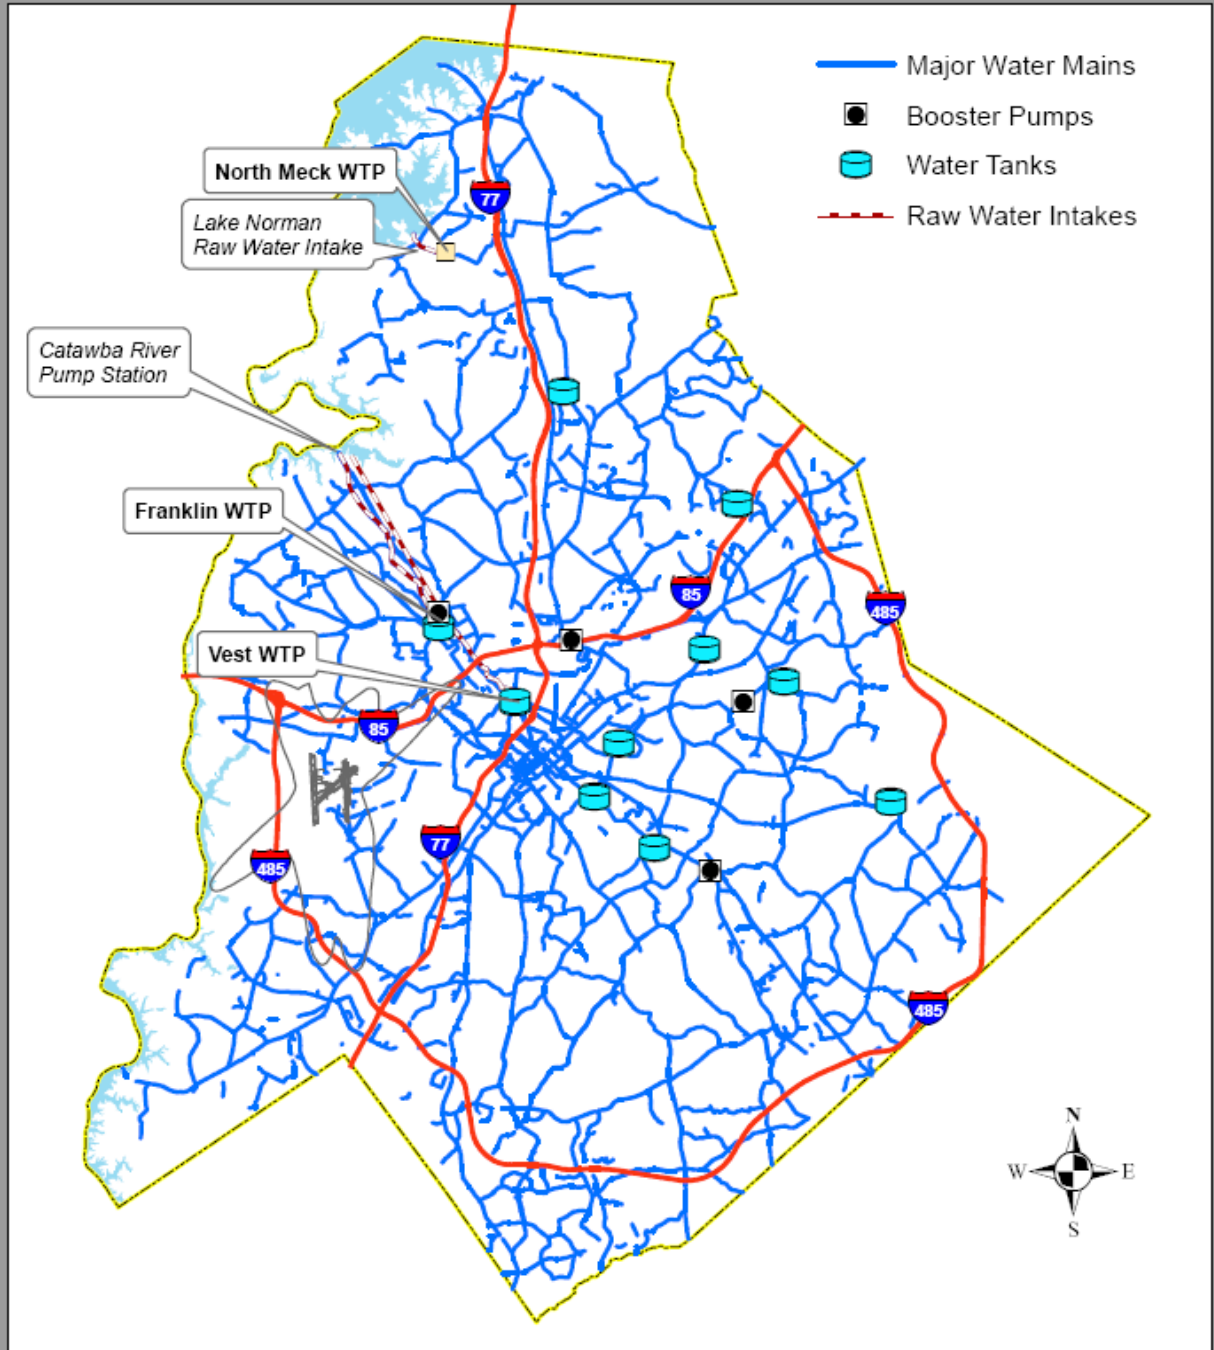 Major Water Mains
Booster Pumps
Water Tanks
Raw Water Intakes
North Meck WTP
77
Lake Norman
Raw Water Intake
Catawba River
Pump Station
Franklin WTP
85
485
Vest WTP
85
77
485
485
N
W E
S